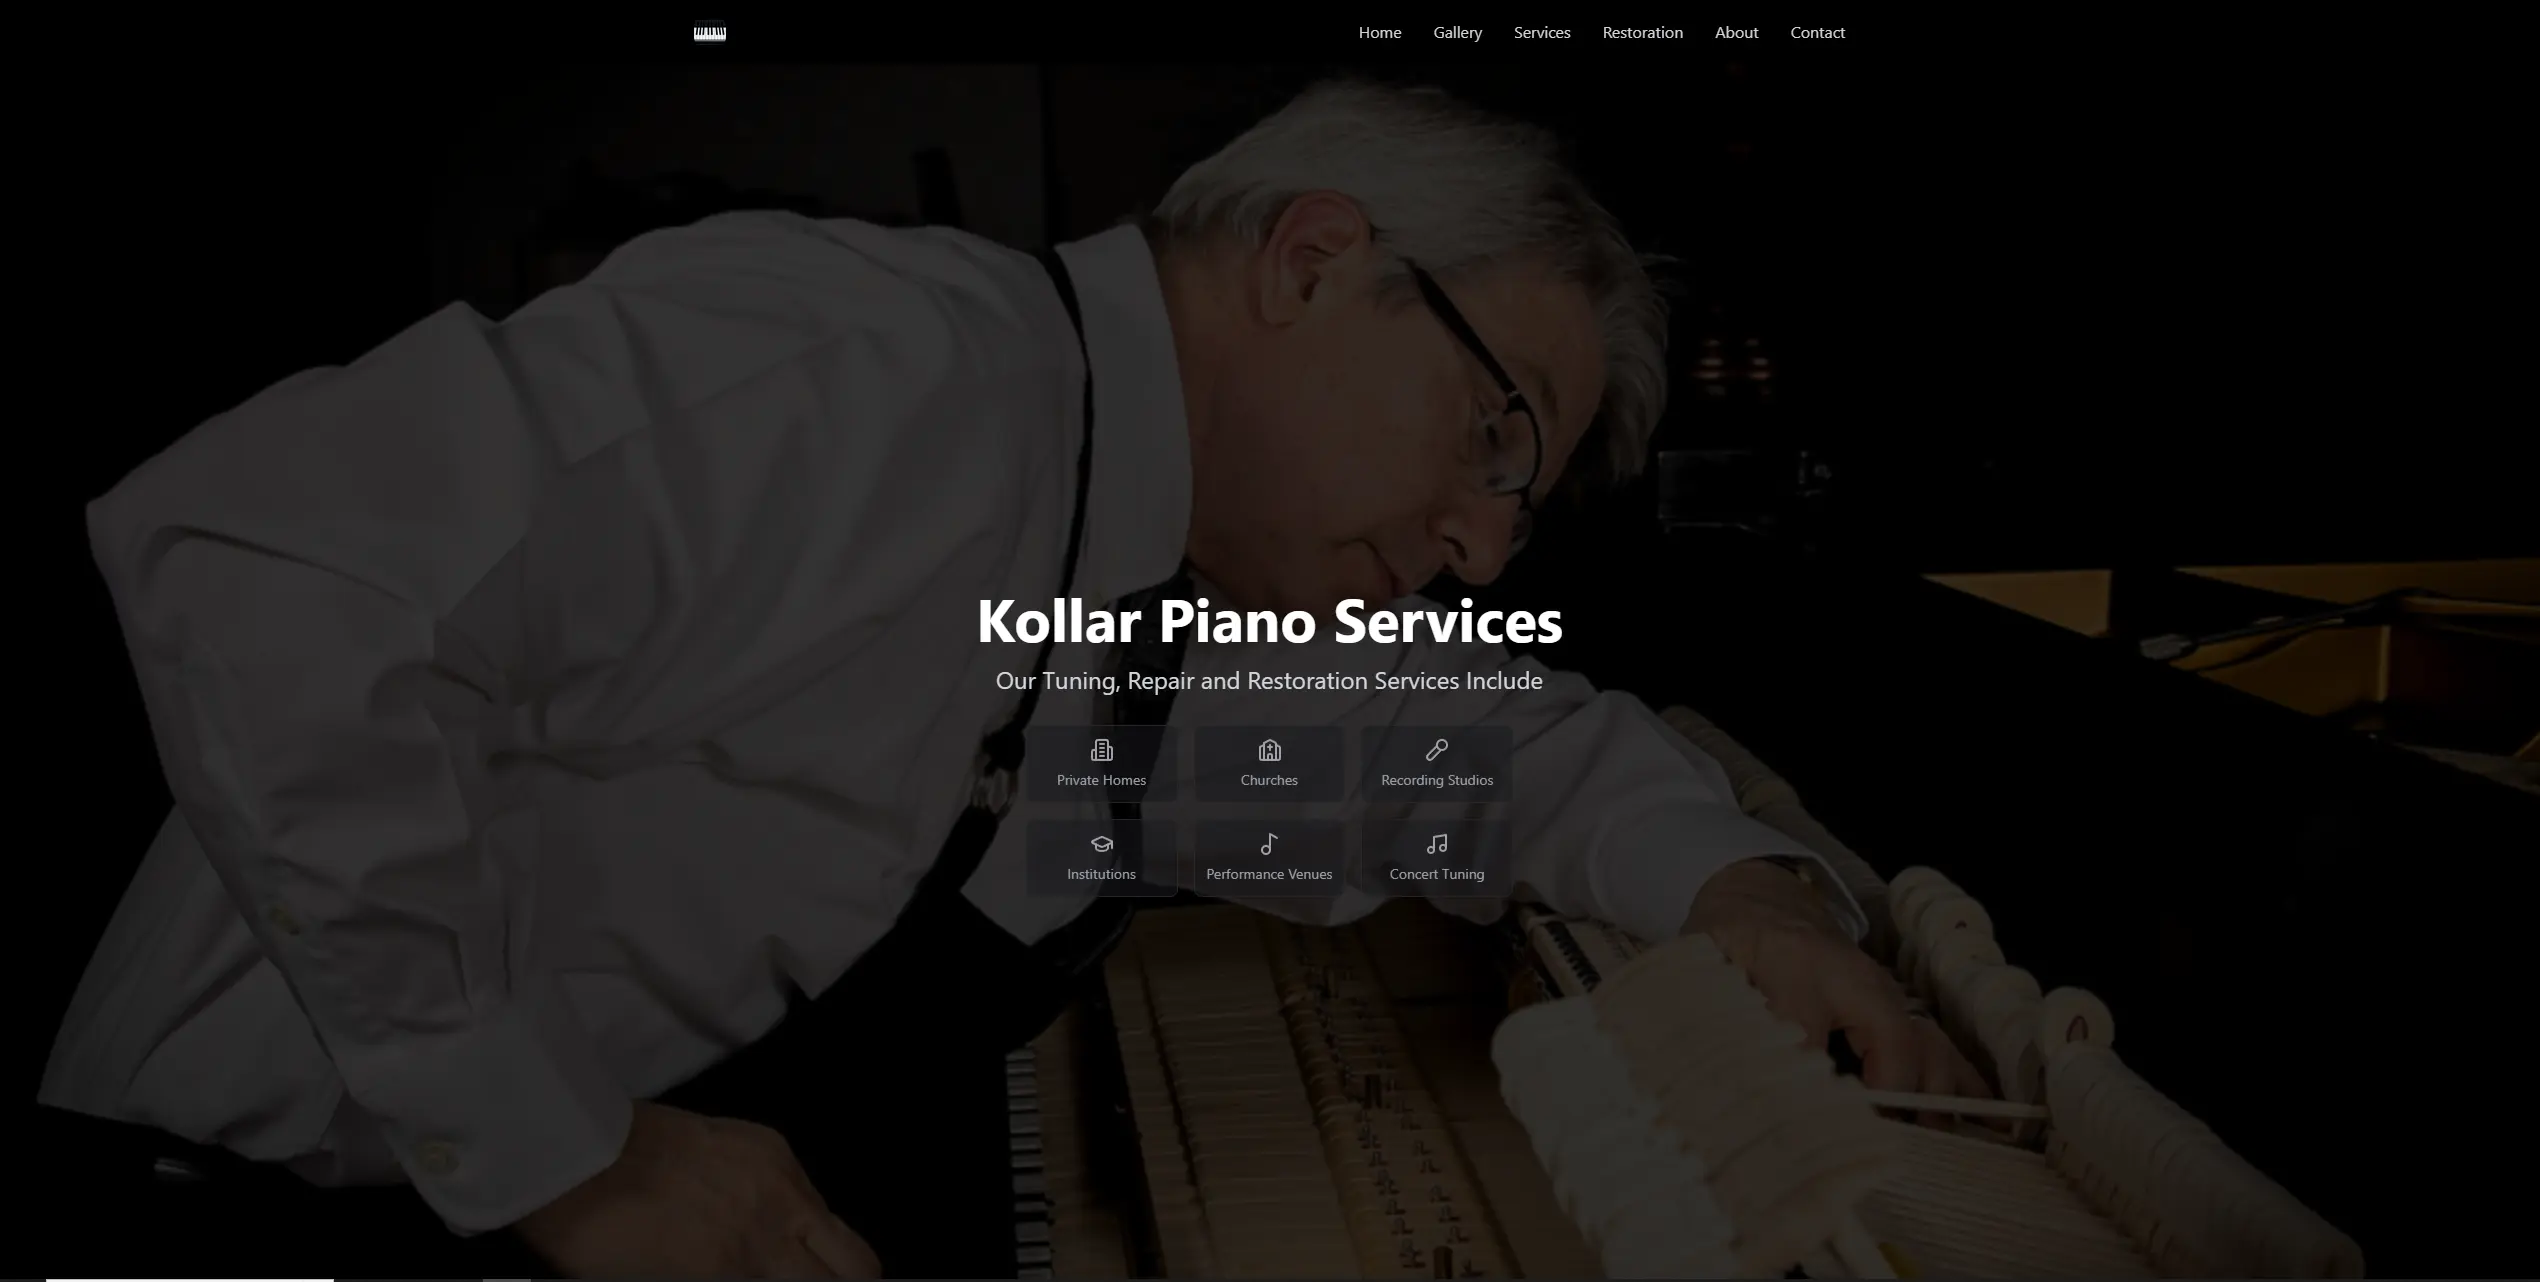 Home Gallery Services Restoration About Contact
Kollar Piano Services
Our Tuning, Repair and Restoration Services Include
Private Homes Churches Recording Studios
Institutions Performance Venues Concert Tuning